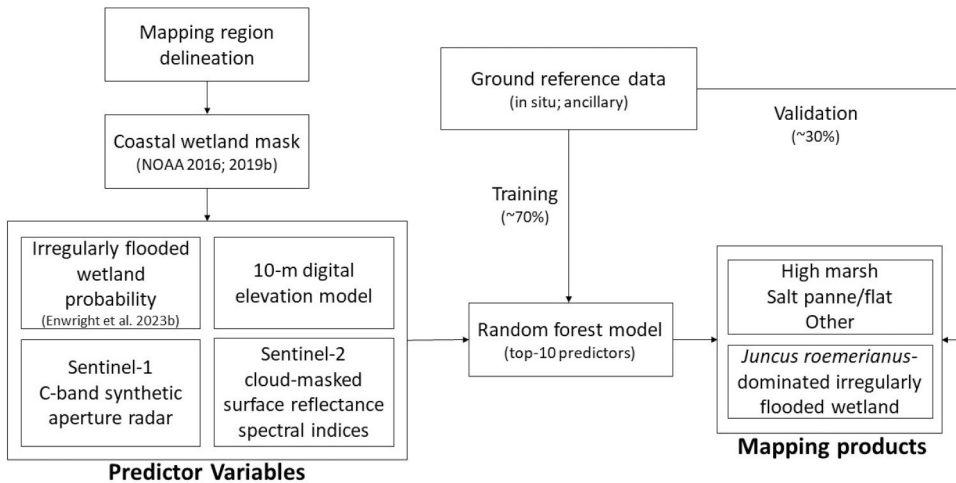 Mapping region
delineation
Coastal wetland mask
(NOAA 2016; 2019b)
Irregularly flooded
wetland
probability
(Enwright et al. 2023b)
10-m digital
elevation model
Sentinel-1
C-band synthetic
aperture radar
Sentinel-2
cloud-masked
surface reflectance
spectral indices
Predictor Variables
Ground reference data
(in situ; ancillary)
Training
(~70%)
Validation
(~30%)
Random forest model
(top-10 predictors)
High marsh
Salt panne/flat
Other
Juncus roemerianus-
dominated irregularly
flooded wetland
Mapping products